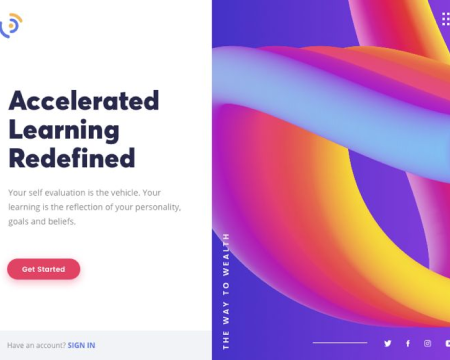 Accelerated
Learning
Redefined
Your self evaluation is the vehicle. Your
learning is the reflection of your personality,
goals and beliefs.
Get Started
Have an account? SIGN IN
THE WAY TO WEALTH